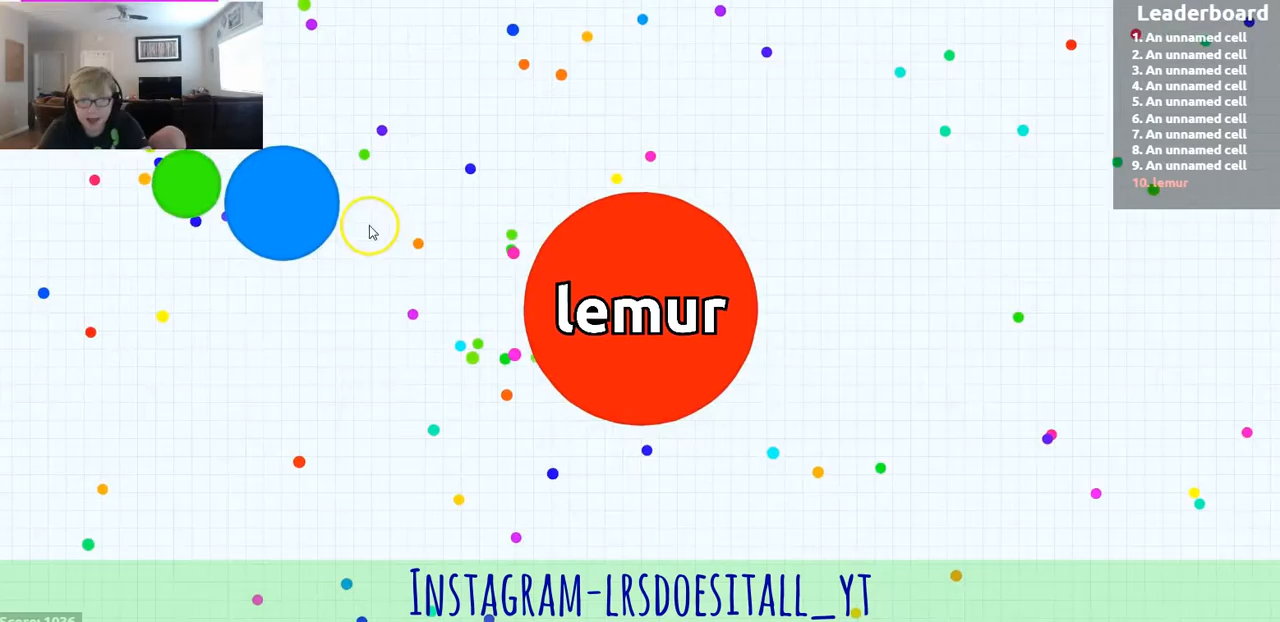 Leaderboard
1. An unnamed cell
2. An unnamed cell
3. An unnamed cell
4. An unnamed cell
5. An unnamed cell
6. An unnamed cell
7. An unnamed cell
8. An unnamed cell
9. An unnamed cell
10. lemur
lemur
Instagram-lrsdoesitall_yt
Score: 1036